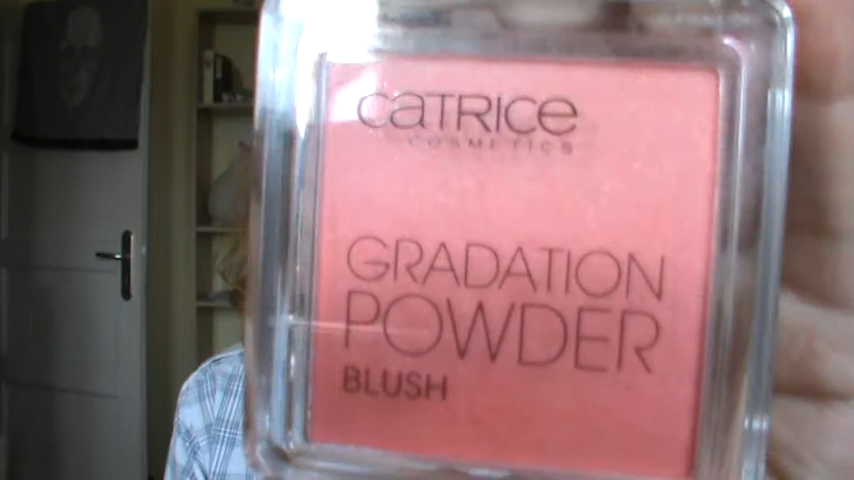 CATRICE
COSMETICS
GRADATION
POWDER
BLUSH